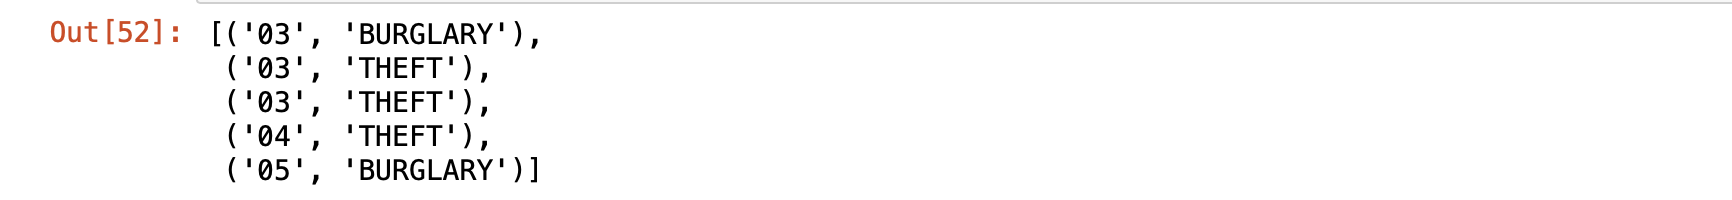 Out[52]: [('03', 'BURGLARY'),
('03', 'THEFT'),
('03', 'THEFT'),
('04', 'THEFT'),
('05', 'BURGLARY')]